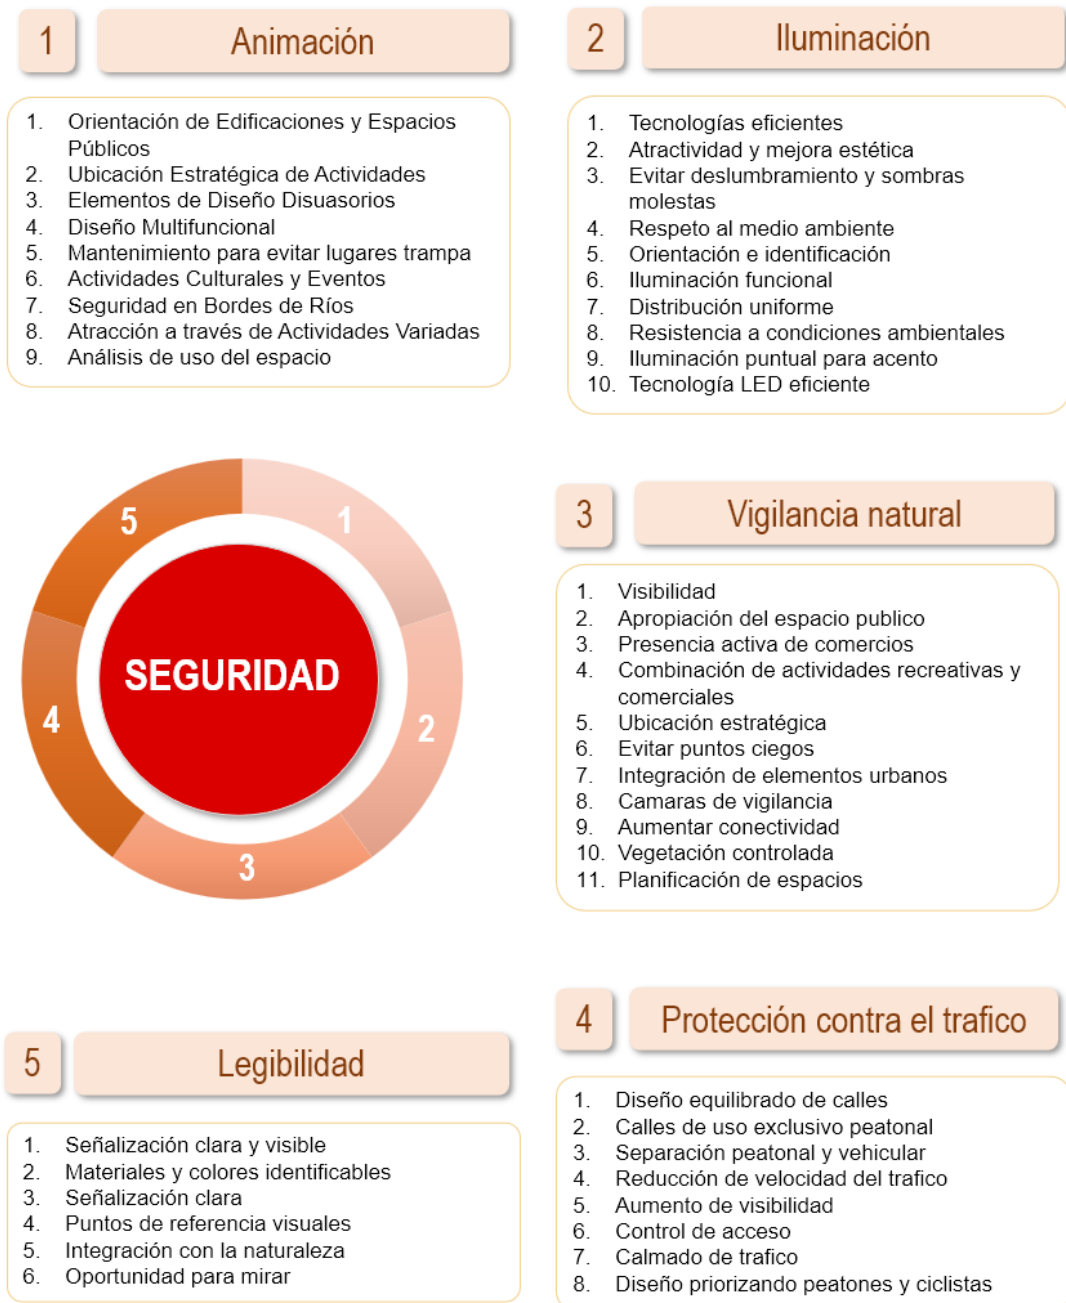 1 Animación
1. Orientación de Edificaciones y Espacios
Públicos
2. Ubicación Estratégica de Actividades
3. Elementos de Diseño Disuasorios
4. Diseño Multifuncional
5. Mantenimiento para evitar lugares trampa
6. Actividades Culturales y Eventos
7. Seguridad en Bordes de Ríos
8. Atracción a través de Actividades Variadas
9. Análisis de uso del espacio
2 Iluminación
1. Tecnologías eficientes
2. Atractividad y mejora estética
3. Evitar deslumbramiento y sombras
molestas
4. Respeto al medio ambiente
5. Orientación e identificación
6. Iluminación funcional
7. Distribución uniforme
8. Resistencia a condiciones ambientales
9. Iluminación puntual para acento
10. Tecnología LED eficiente
5
1
SEGURIDAD
4
2
3
3 Vigilancia natural
1. Visibilidad
2. Apropiación del espacio publico
3. Presencia activa de comercios
4. Combinación de actividades recreativas y
comerciales
5. Ubicación estratégica
6. Evitar puntos ciegos
7. Integración de elementos urbanos
8. Camaras de vigilancia
9. Aumentar conectividad
10. Vegetación controlada
11. Planificación de espacios
5 Legibilidad
1. Señalización clara y visible
2. Materiales y colores identificables
3. Señalización clara
4. Puntos de referencia visuales
5. Integración con la naturaleza
6. Oportunidad para mirar
4 Protección contra el trafico
1. Diseño equilibrado de calles
2. Calles de uso exclusivo peatonal
3. Separación peatonal y vehicular
4. Reducción de velocidad del trafico
5. Aumento de visibilidad
6. Control de acceso
7. Calmado de trafico
8. Diseño priorizando peatones y ciclistas